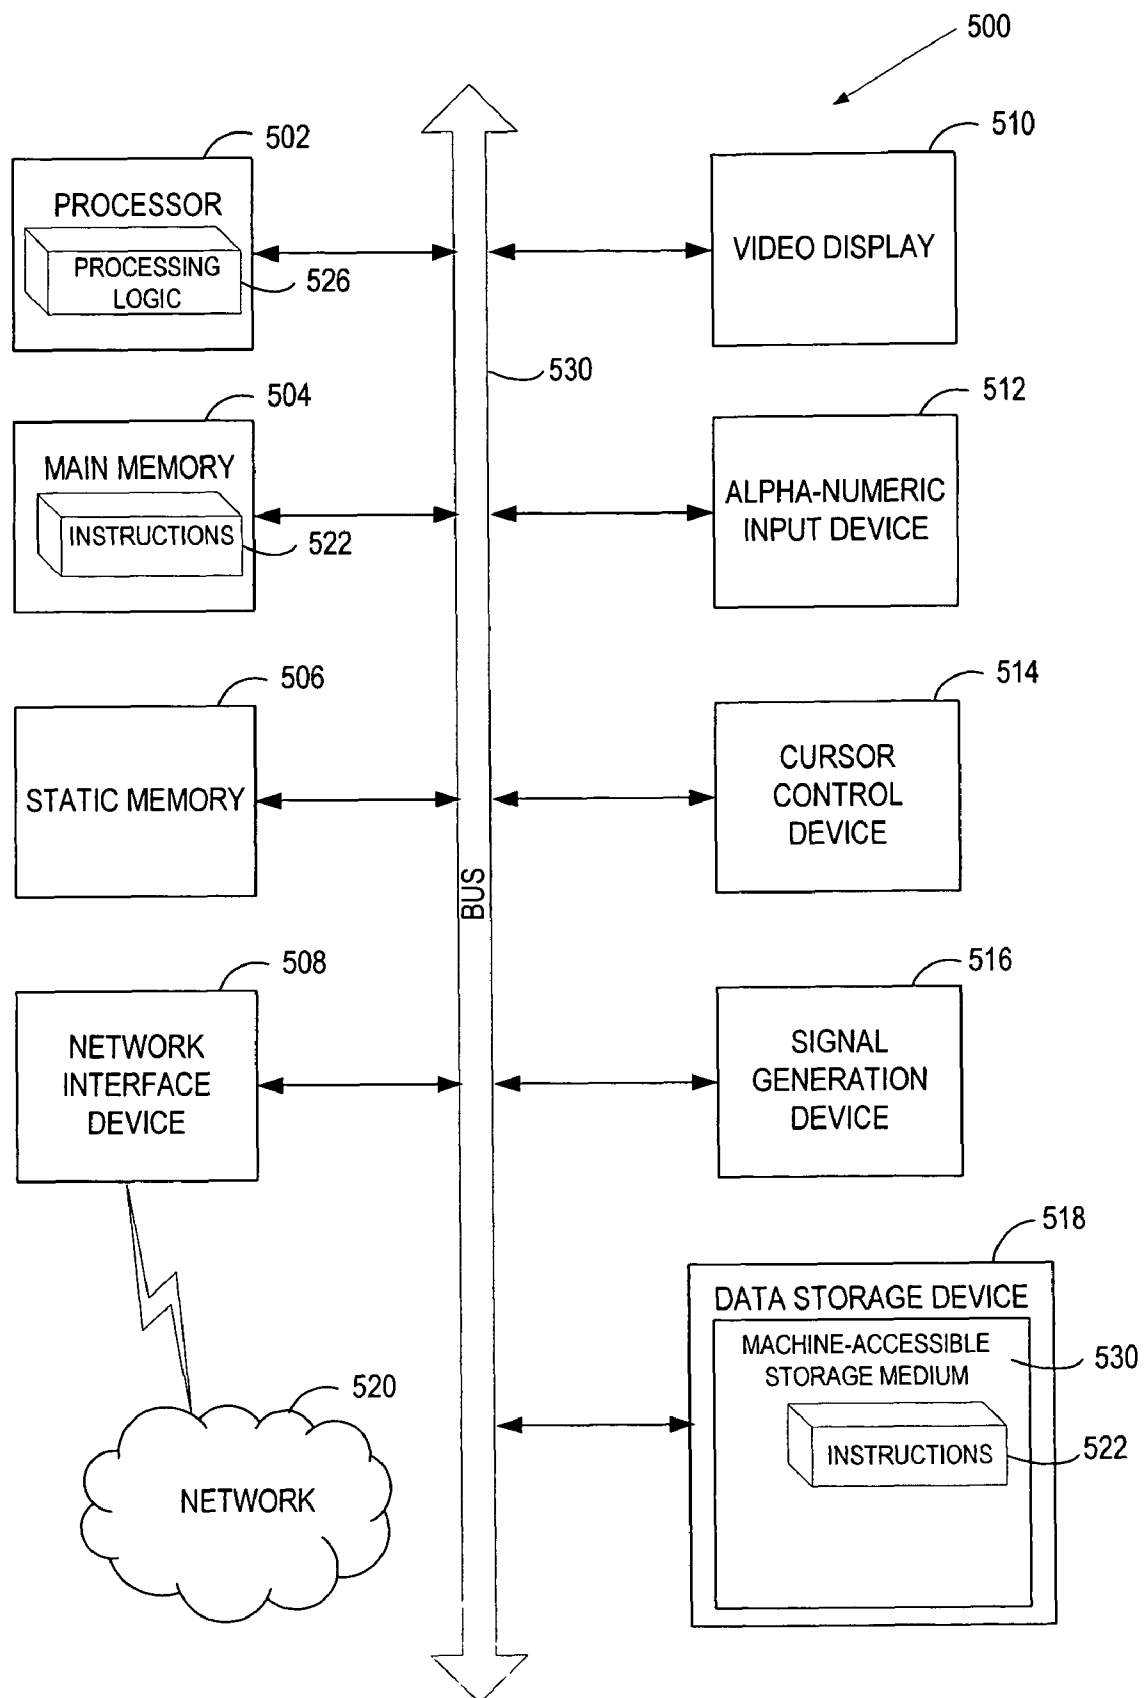 500
502
PROCESSOR
PROCESSING
LOGIC
526
510
VIDEO DISPLAY
530
504
MAIN MEMORY
INSTRUCTIONS
522
512
ALPHA-NUMERIC
INPUT DEVICE
506
STATIC MEMORY
514
CURSOR
CONTROL
DEVICE
BUS
508
NETWORK
INTERFACE
DEVICE
516
SIGNAL
GENERATION
DEVICE
518
DATA STORAGE DEVICE
MACHINE-ACCESSIBLE
STORAGE MEDIUM
530
INSTRUCTIONS
522
520
NETWORK